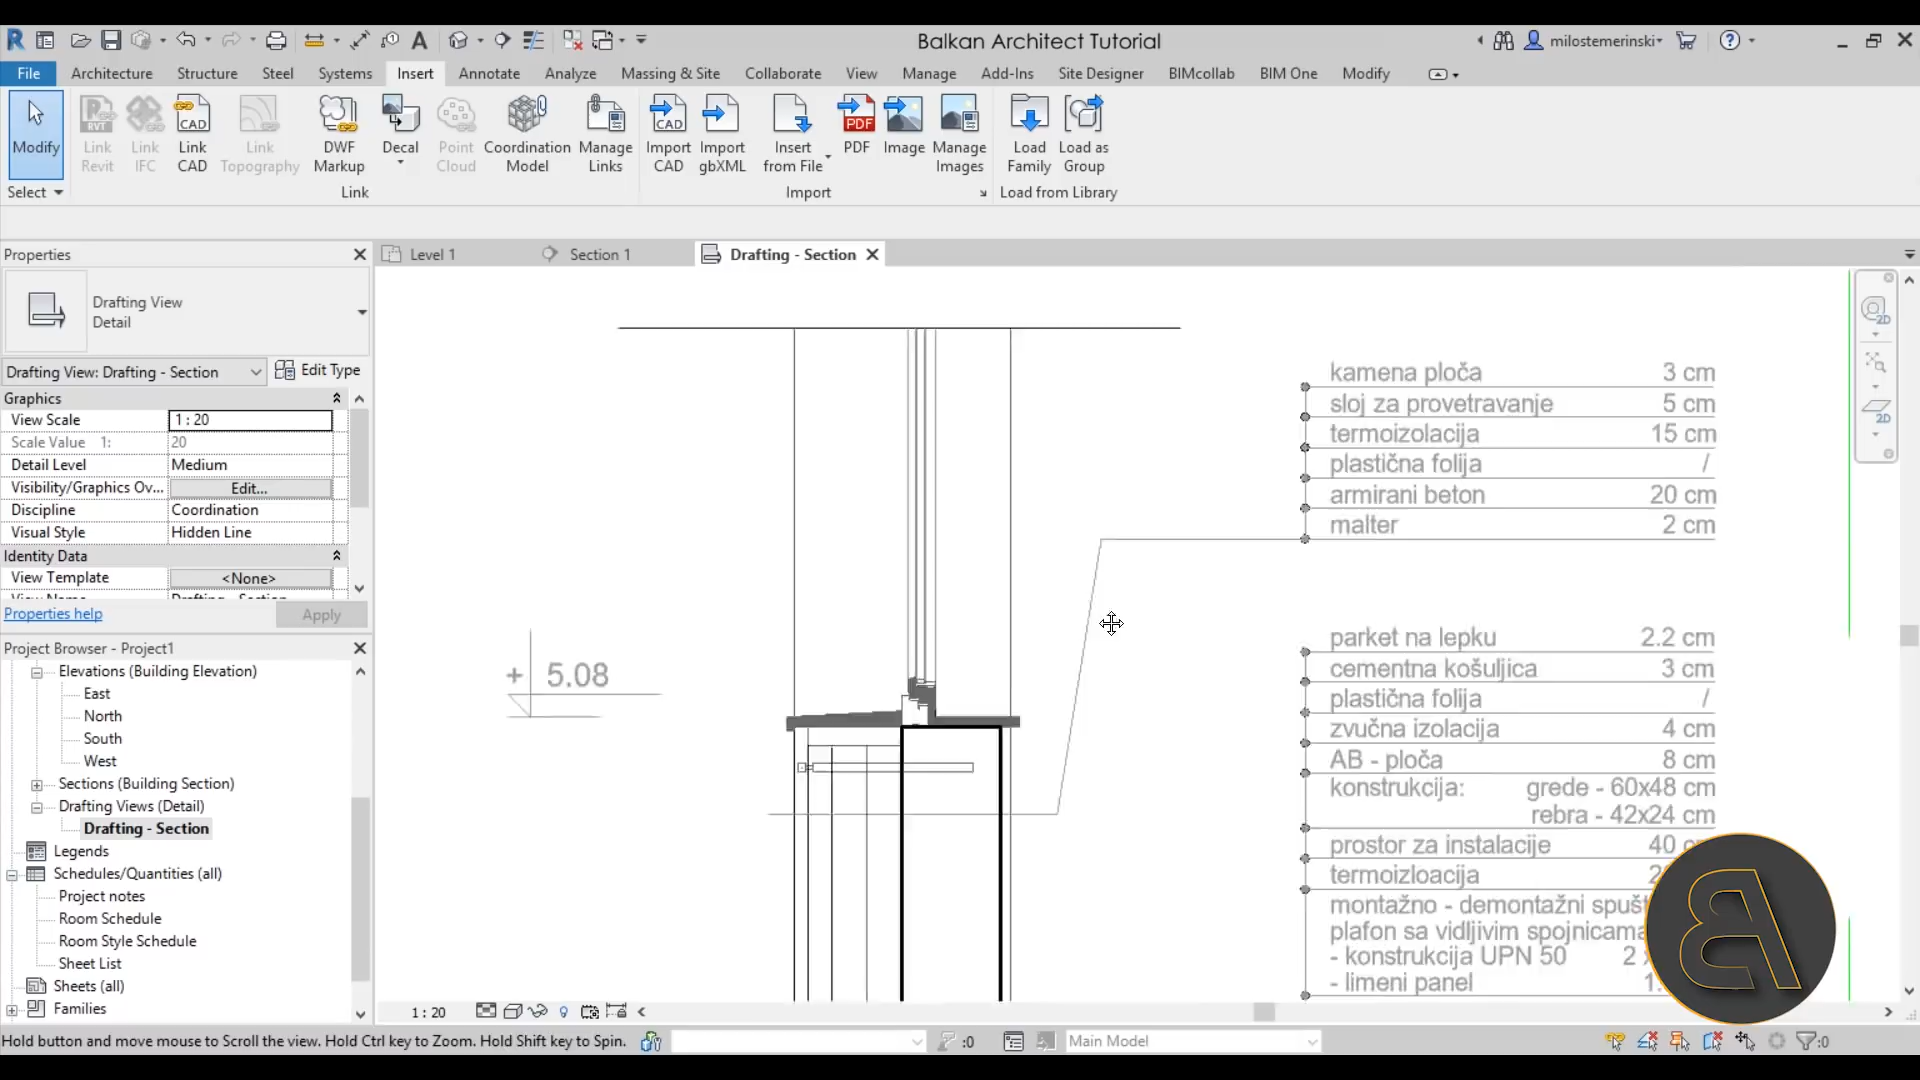 Balkan Architect Tutorial
milostemerinski
File Architecture Structure Steel Systems Insert Annotate Analyze Massing & Site Collaborate View Manage Add-Ins Site Designer BIMcollab BIM One Modify
Modify
Link Revit
Link IFC
Link CAD
Link Topography
DWF Markup
Decal
Point Cloud
Coordination Model
Manage Links
Import CAD
Import gbXML
Insert from File
PDF
Image
Manage Images
Load Family
Load as Group
Select
Link
Import
Load from Library
Properties
Level 1
Section 1
Drafting - Section
Drafting View
Detail
Drafting View: Drafting - Section
Edit Type
Graphics
View Scale 1 : 20
Scale Value 1: 20
Detail Level Medium
Visibility/Graphics Ov... Edit...
Discipline Coordination
Visual Style Hidden Line
Identity Data
View Template <None>
Properties help
Apply
Project Browser - Project1
Elevations (Building Elevation)
East
North
South
West
Sections (Building Section)
Drafting Views (Detail)
Drafting - Section
Legends
Schedules/Quantities (all)
Project notes
Room Schedule
Room Style Schedule
Sheet List
Sheets (all)
Families
+ 5.08
kamena ploča 3 cm
sloj za provetravanje 5 cm
termoizolacija 15 cm
plastična folija /
armirani beton 20 cm
malter 2 cm
parket na lepku 2.2 cm
cementna košuljica 3 cm
plastična folija /
zvučna izolacija 4 cm
AB - ploča 8 cm
konstrukcija: grede - 60x48 cm
rebra - 42x24 cm
prostor za instalacije 40
termoizloacija
montažno - demontažni
plafon sa vidljivim spojnicama
- konstrukcija UPN 50 2
- limeni panel
1 : 20
Hold button and move mouse to Scroll the view. Hold Ctrl key to Zoom. Hold Shift key to Spin.
:0
Main Model
:0